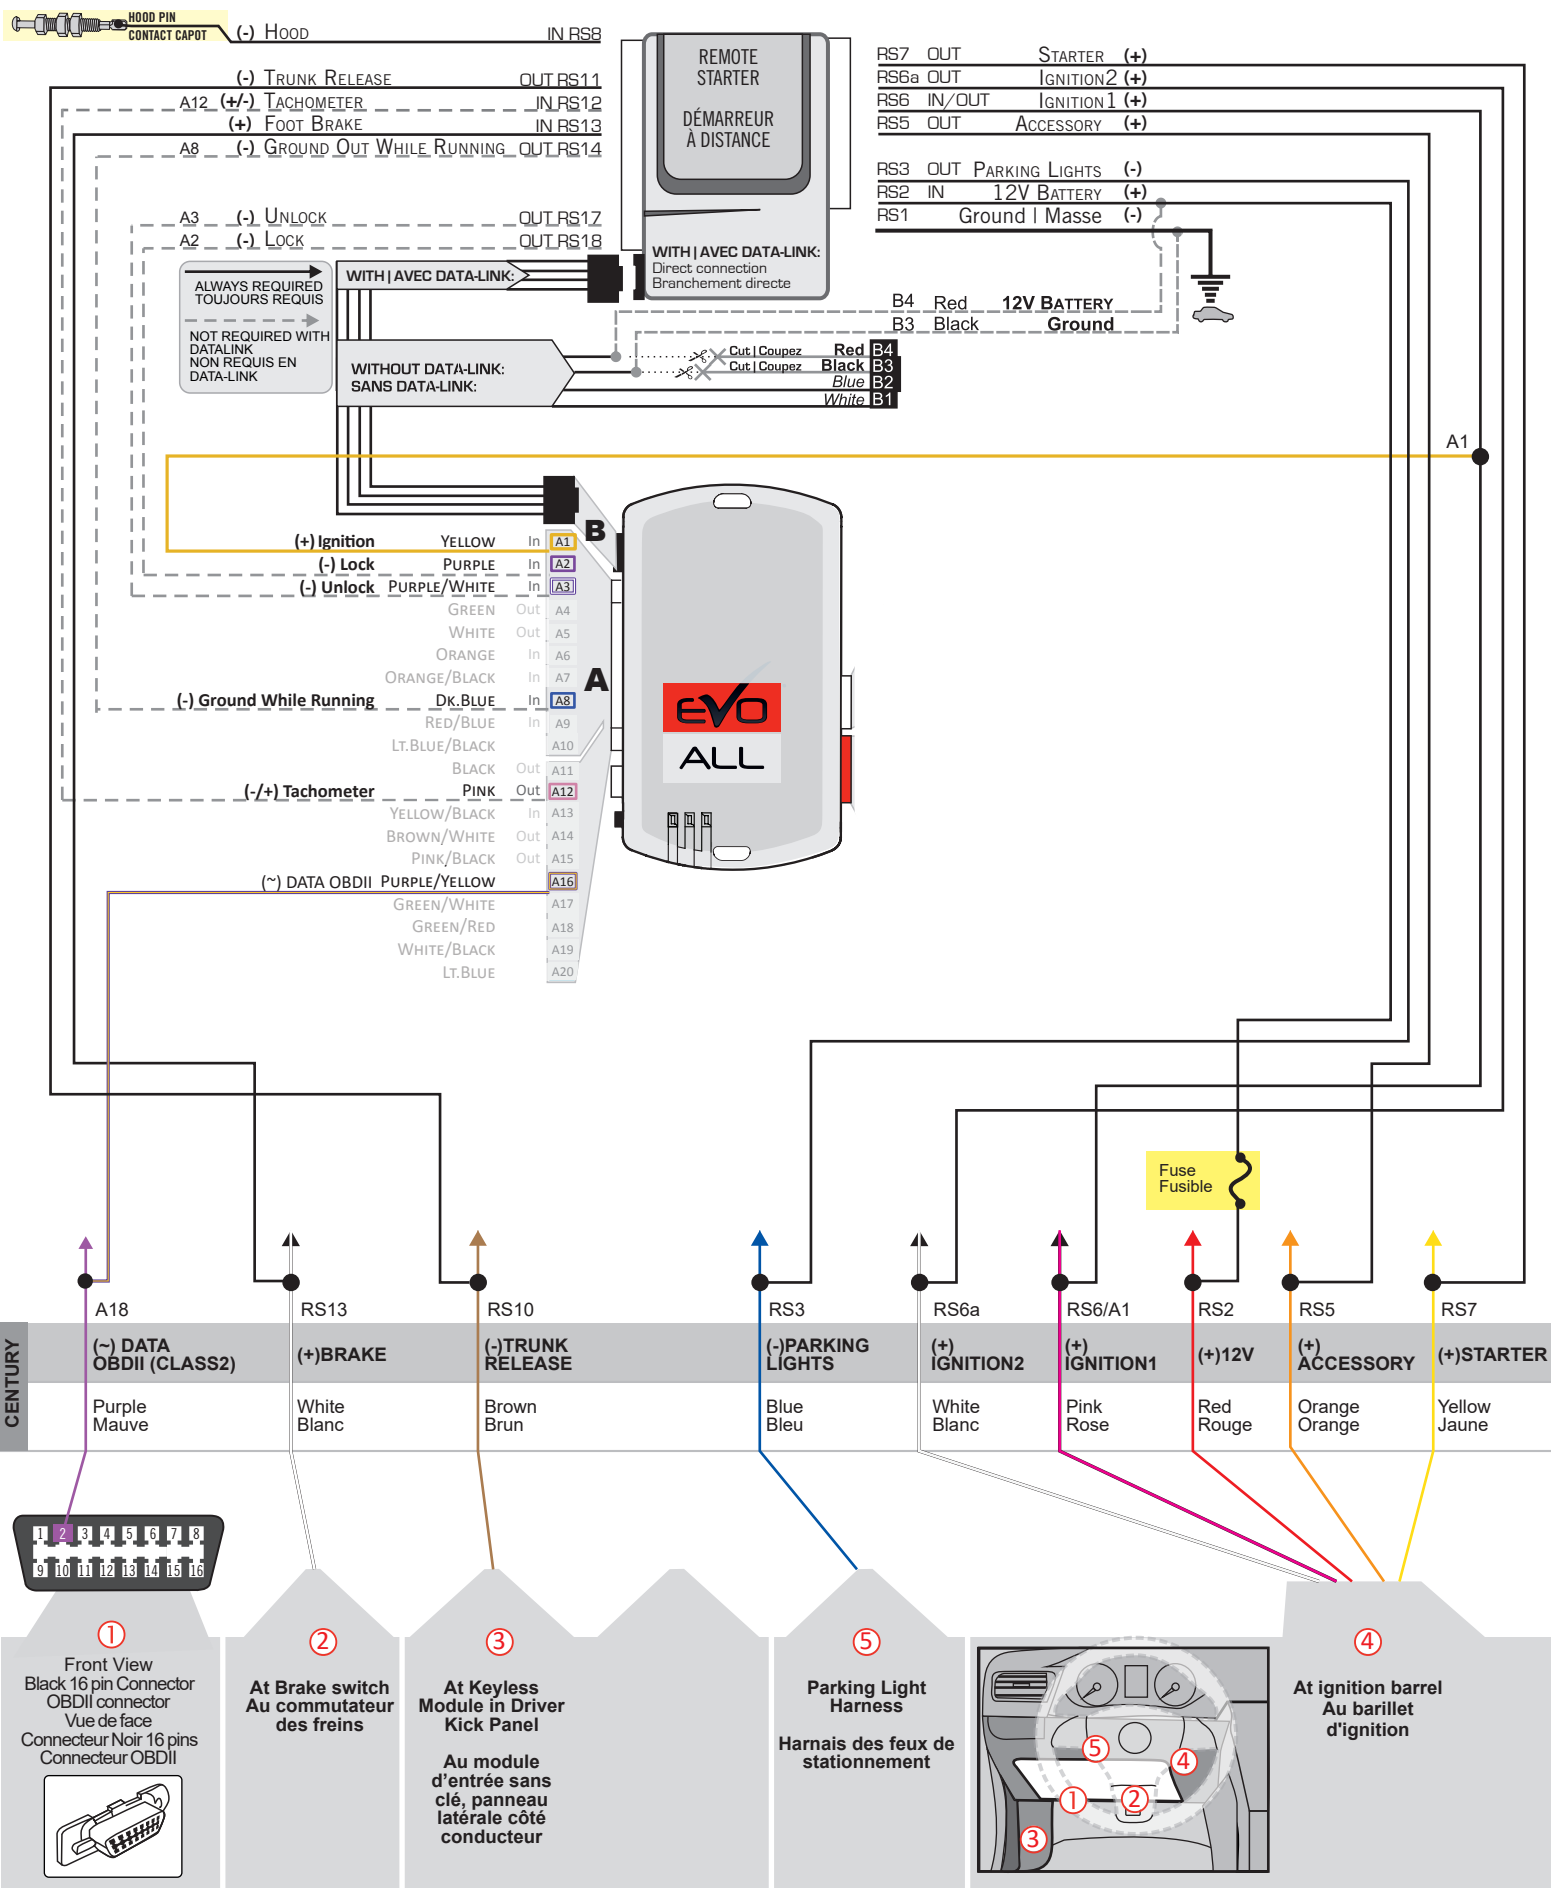 HOOD PIN
CONTACT CAPOT
(-) HOOD IN RS8
(-) TRUNK RELEASE OUT RS11
A12 (+/-) TACHOMETER IN RS12
(+) FOOT BRAKE IN RS13
A8 (-) GROUND OUT WHILE RUNNING OUT RS14
A3 (-) UNLOCK OUT RS17
A2 (-) LOCK OUT RS18
REMOTE
STARTER
DÉMARREUR
À DISTANCE
WITH | AVEC DATA-LINK:
Direct connection
Branchement directe
RS7 OUT STARTER (+)
RS6a OUT IGNITION2 (+)
RS6 IN/OUT IGNITION1 (+)
RS5 OUT ACCESSORY (+)
RS3 OUT PARKING LIGHTS (-)
RS2 IN 12V BATTERY (+)
RS1 Ground | Masse (-)
ALWAYS REQUIRED
TOUJOURS REQUIS
NOT REQUIRED WITH
DATALINK
NON REQUIS EN
DATA-LINK
WITH | AVEC DATA-LINK:
B4 Red 12V BATTERY
B3 Black Ground
WITHOUT DATA-LINK:
SANS DATA-LINK:
Cut | Coupez Red B4
Cut | Coupez Black B3
Blue B2
White B1
A1
B
A
(+) Ignition YELLOW In A1
(-) Lock PURPLE In A2
(-) Unlock PURPLE/WHITE In A3
GREEN Out A4
WHITE Out A5
ORANGE In A6
ORANGE/BLACK In A7
(-) Ground While Running DK.BLUE In A8
RED/BLUE In A9
LT.BLUE/BLACK A10
BLACK Out A11
(-/+) Tachometer PINK Out A12
YELLOW/BLACK In A13
BROWN/WHITE Out A14
PINK/BLACK Out A15
(~) DATA OBDII PURPLE/YELLOW A16
GREEN/WHITE A17
GREEN/RED A18
WHITE/BLACK A19
LT.BLUE A20
EVO
ALL
Fuse
Fusible
A18 RS13 RS10 RS3 RS6a RS6/A1 RS2 RS5 RS7
CENTURY
(~) DATA
OBDII (CLASS2)
(+)BRAKE
(-)TRUNK
RELEASE
(-)PARKING
LIGHTS
(+)
IGNITION2
(+)
IGNITION1
(+)12V
(+)
ACCESSORY
(+)STARTER
Purple
Mauve
White
Blanc
Brown
Brun
Blue
Bleu
White
Blanc
Pink
Rose
Red
Rouge
Orange
Orange
Yellow
Jaune
1 2 3 4 5 6 7 8
9 10 11 12 13 14 15 16
1
Front View
Black 16 pin Connector
OBDII connector
Vue de face
Connecteur Noir 16 pins
Connecteur OBDII
2
At Brake switch
Au commutateur
des freins
3
At Keyless
Module in Driver
Kick Panel
Au module
d'entrée sans
clé, panneau
latérale côté
conducteur
5
Parking Light
Harness
Harnais des feux de
stationnement
5
4
1
2
3
4
At ignition barrel
Au barillet
d'ignition